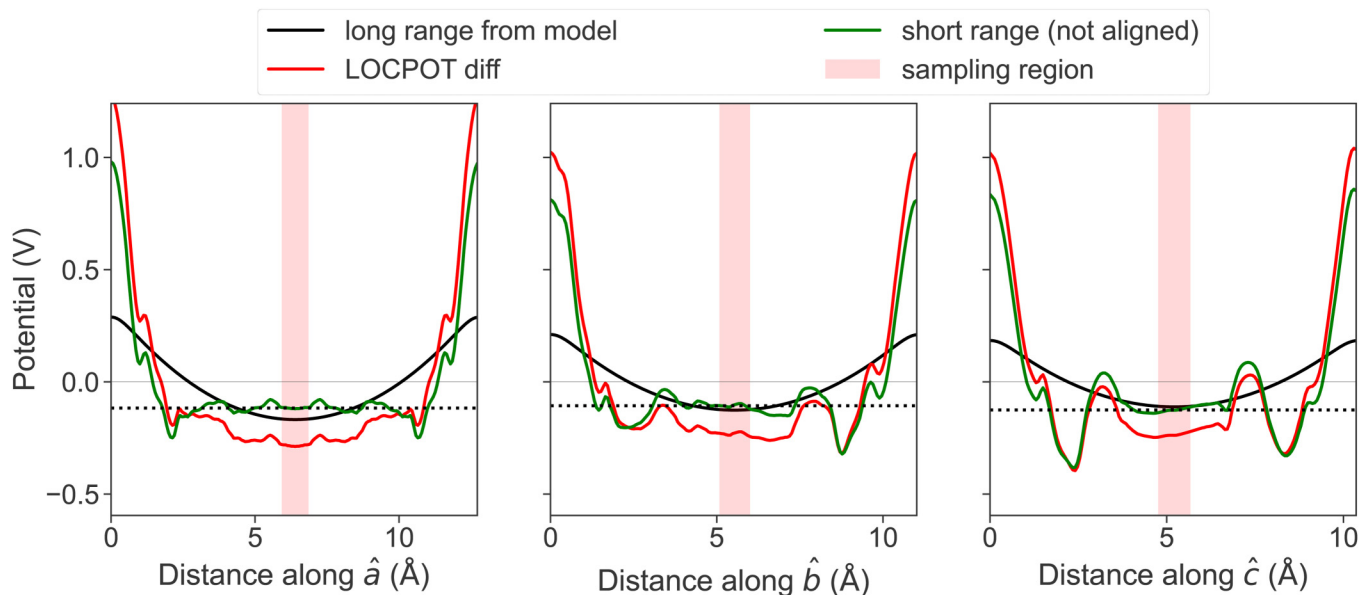 long range from model
short range (not aligned)
LOCPOT diff
sampling region
Potential (V)
1.0
0.5
0.0
−0.5
0
5
10
0
5
10
0
5
10
Distance along â (Å)
Distance along b̂ (Å)
Distance along ĉ (Å)